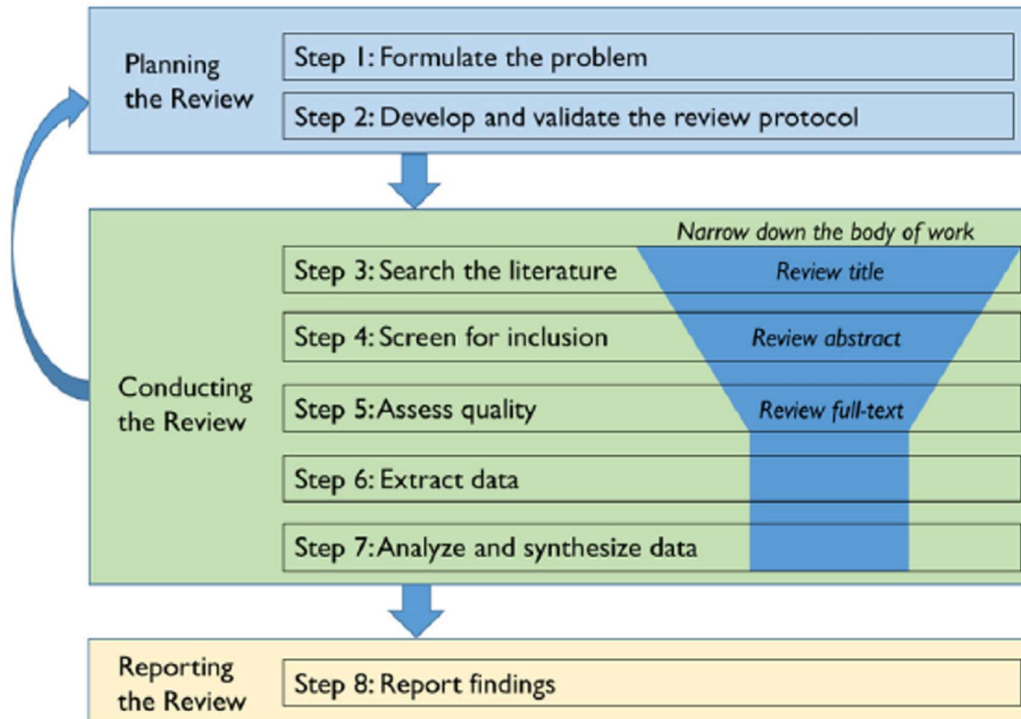 Planning
the Review
Step 1: Formulate the problem
Step 2: Develop and validate the review protocol
Conducting
the Review
Narrow down the body of work
Step 3: Search the literature
Review title
Step 4: Screen for inclusion
Review abstract
Step 5: Assess quality
Review full-text
Step 6: Extract data
Step 7: Analyze and synthesize data
Reporting
the Review
Step 8: Report findings